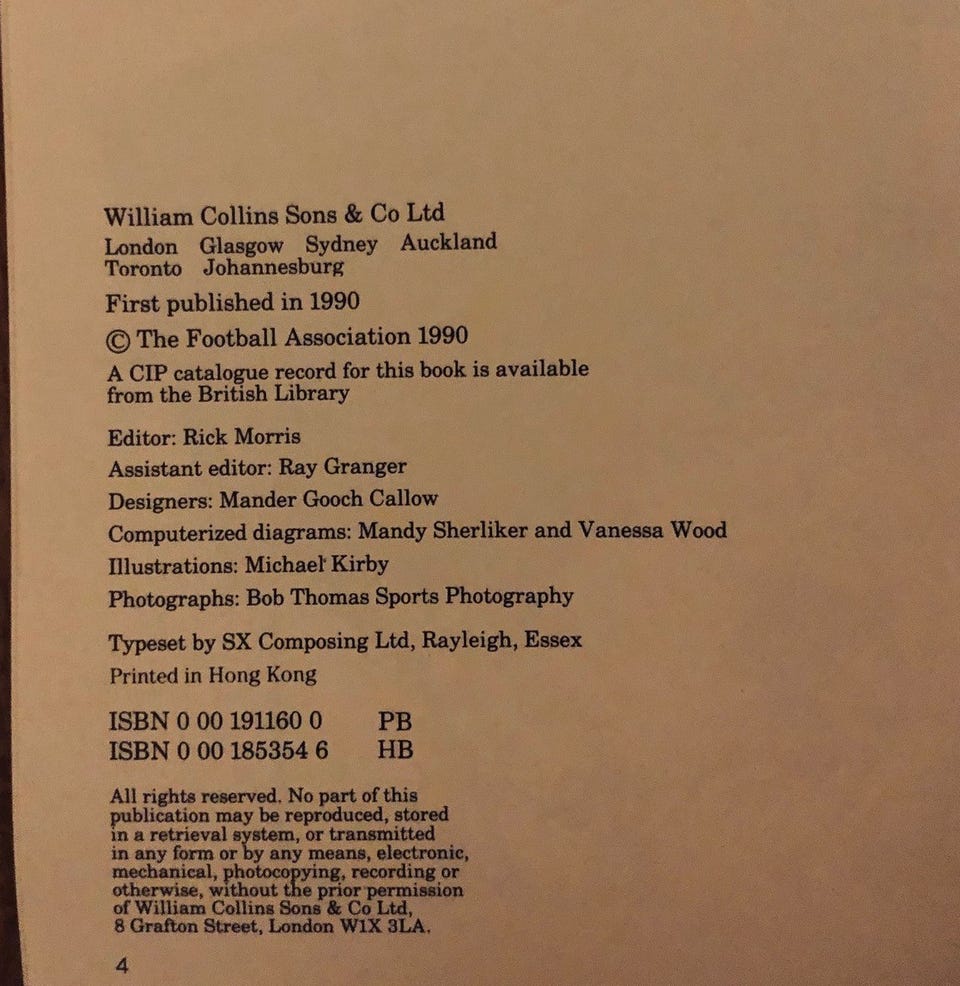 William Collins Sons & Co Ltd
London Glasgow Sydney Auckland
Toronto Johannesburg
First published in 1990
© The Football Association 1990
A CIP catalogue record for this book is available
from the British Library
Editor: Rick Morris
Assistant editor: Ray Granger
Designers: Mander Gooch Callow
Computerized diagrams: Mandy Sherliker and Vanessa Wood
Illustrations: Michael Kirby
Photographs: Bob Thomas Sports Photography
Typeset by SX Composing Ltd, Rayleigh, Essex
Printed in Hong Kong
ISBN 0 00 191160 0 PB
ISBN 0 00 185354 6 HB
All rights reserved. No part of this
publication may be reproduced, stored
in a retrieval system, or transmitted
in any form or by any means, electronic,
mechanical, photocopying, recording or
otherwise, without the prior permission
of William Collins Sons & Co Ltd,
8 Grafton Street, London W1X 3LA.
4